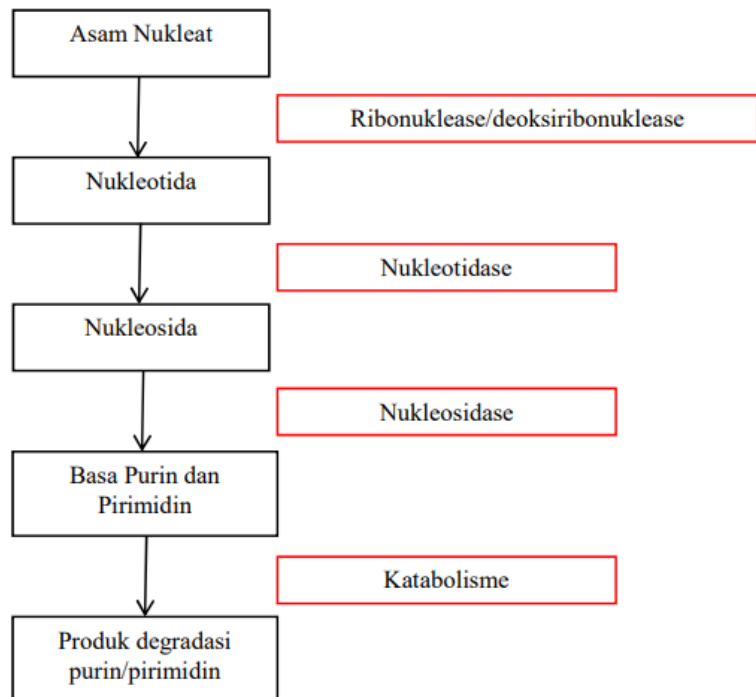 Asam Nukleat
Ribonuklease/deoksiribonuklease
Nukleotida
Nukleotidase
Nukleosida
Nukleosidase
Basa Purin dan
Pirimidin
Katabolisme
Produk degradasi
purin/pirimidin